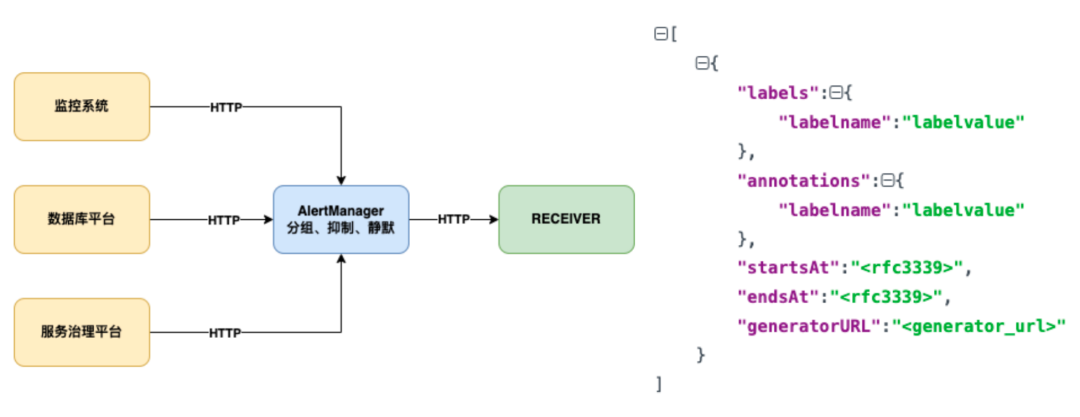 监控系统
HTTP
数据库平台
HTTP
AlertManager
分组、抑制、静默
HTTP
RECEIVER
服务治理平台
HTTP
[
{
"labels":{
"labelname":"labelvalue"
},
"annotations":{
"labelname":"labelvalue"
},
"startsAt":"<rfc3339>",
"endsAt":"<rfc3339>",
"generatorURL":"<generator_url>"
}
]